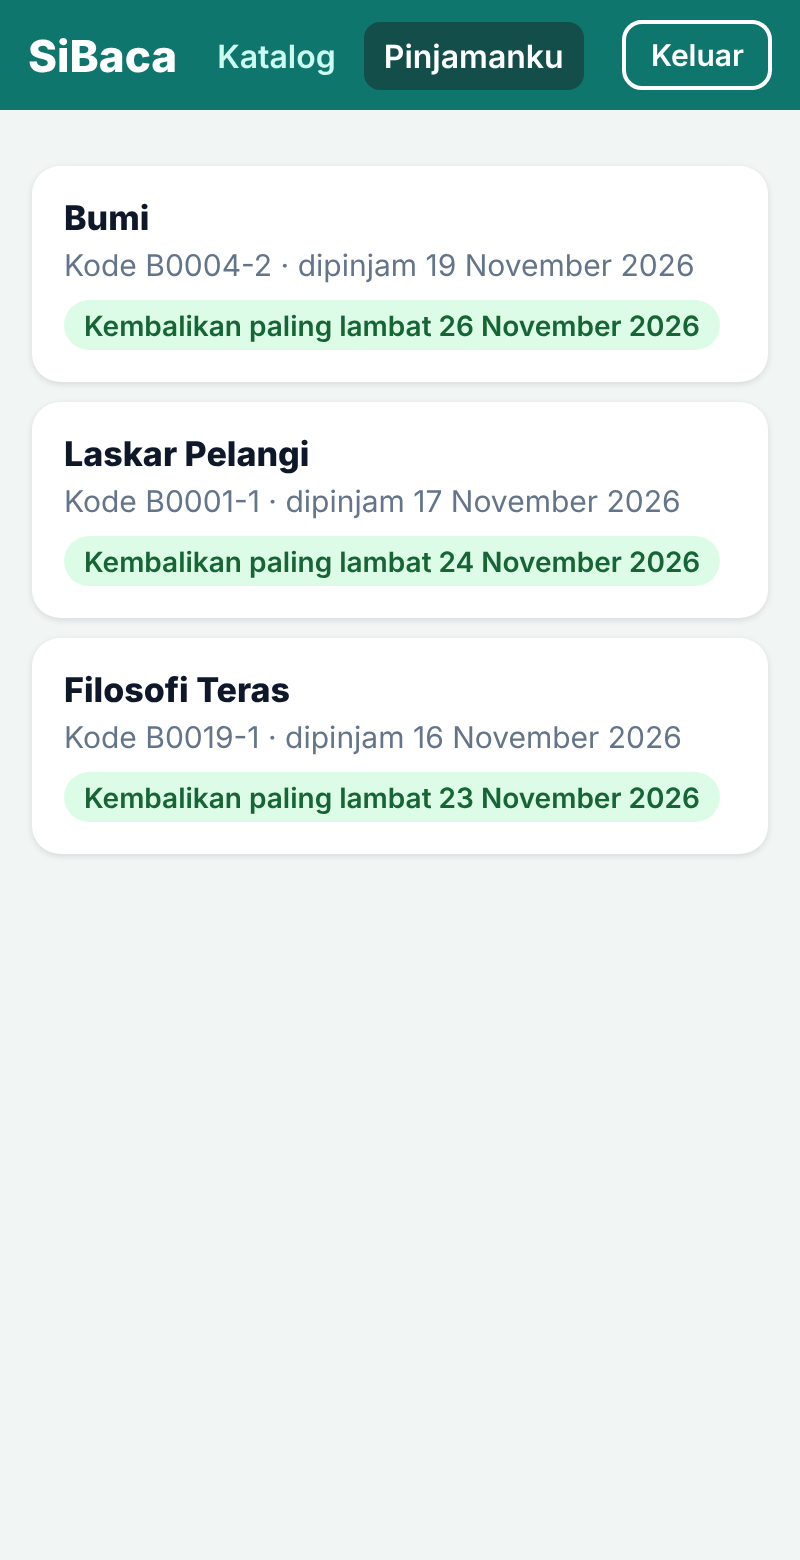 SiBaca Katalog Pinjamanku Keluar
Bumi
Kode B0004-2 · dipinjam 19 November 2026
Kembalikan paling lambat 26 November 2026
Laskar Pelangi
Kode B0001-1 · dipinjam 17 November 2026
Kembalikan paling lambat 24 November 2026
Filosofi Teras
Kode B0019-1 · dipinjam 16 November 2026
Kembalikan paling lambat 23 November 2026